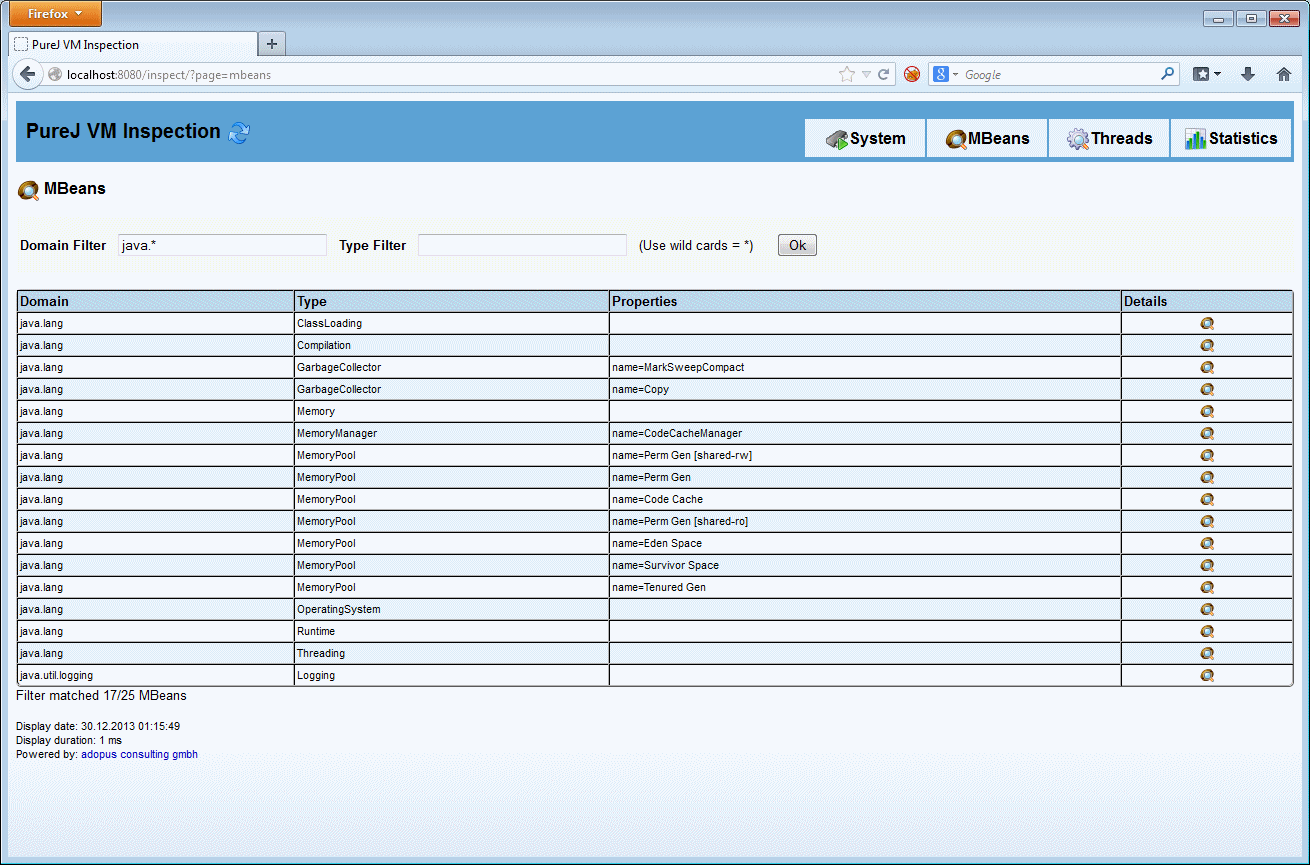 Firefox
PureJ VM Inspection
localhost:8080/inspect/?page=mbeans
Google
PureJ VM Inspection
System
MBeans
Threads
Statistics
MBeans
Domain Filter java.* Type Filter (Use wild cards = *) Ok
Domain Type Properties Details
java.lang ClassLoading
java.lang Compilation
java.lang GarbageCollector name=MarkSweepCompact
java.lang GarbageCollector name=Copy
java.lang Memory
java.lang MemoryManager name=CodeCacheManager
java.lang MemoryPool name=Perm Gen [shared-rw]
java.lang MemoryPool name=Perm Gen
java.lang MemoryPool name=Code Cache
java.lang MemoryPool name=Perm Gen [shared-ro]
java.lang MemoryPool name=Eden Space
java.lang MemoryPool name=Survivor Space
java.lang MemoryPool name=Tenured Gen
java.lang OperatingSystem
java.lang Runtime
java.lang Threading
java.util.logging Logging
Filter matched 17/25 MBeans
Display date: 30.12.2013 01:15:49
Display duration: 1 ms
Powered by: adopus consulting gmbh